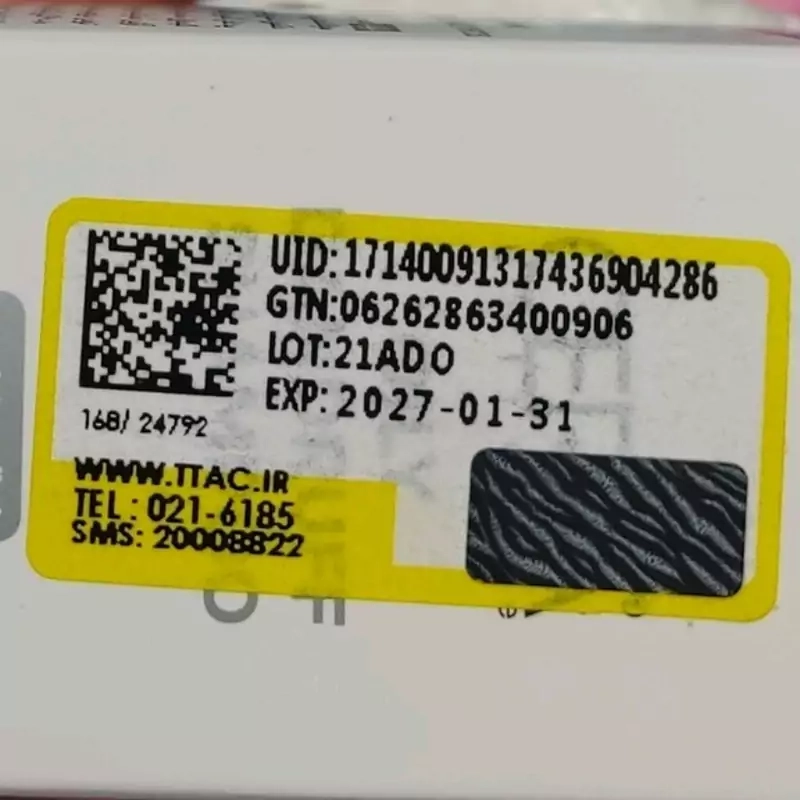 UID:17140091317436904286
GTN:06262863400906
LOT:21ADO
EXP: 2027-01-31
168/ 24792
WWW.TTAC.IR
TEL : 021-6185
SMS: 20008822